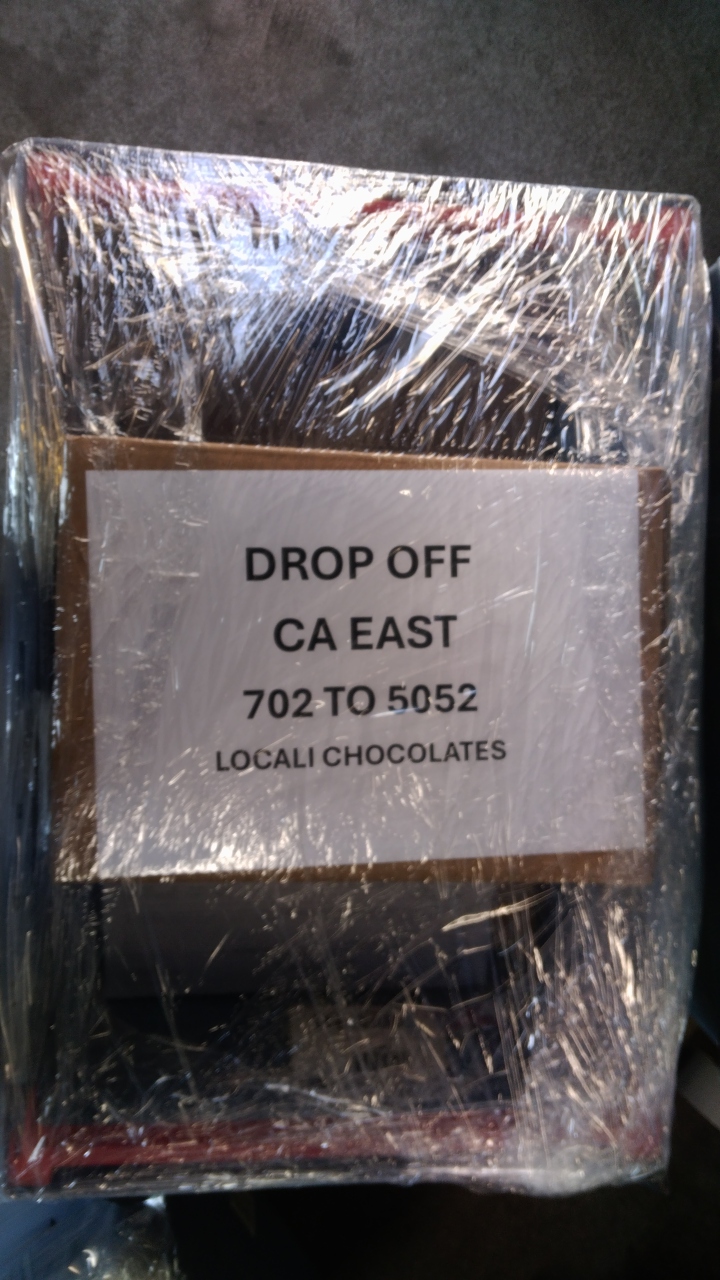 DROP OFF
CA EAST
702 TO 5052
LOCALI CHOCOLATES